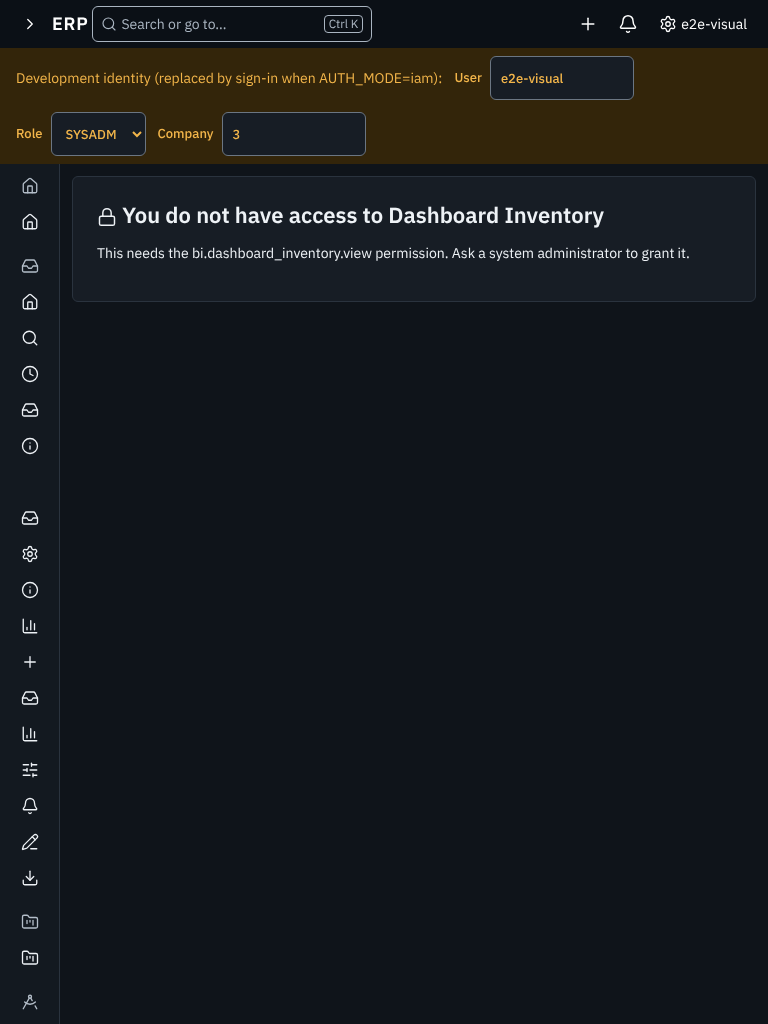 ERP
Search or go to...
Ctrl K
e2e-visual
Development identity (replaced by sign-in when AUTH_MODE=iam):
User
e2e-visual
Role
SYSADM
Company
3
You do not have access to Dashboard Inventory
This needs the bi.dashboard_inventory.view permission. Ask a system administrator to grant it.